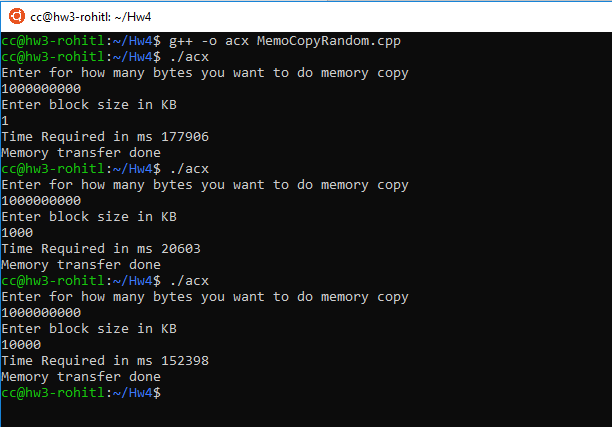 cc@hw3-rohitl: ~/Hw4
cc@hw3-rohitl:~/Hw4$ g++ -o acx MemoCopyRandom.cpp
cc@hw3-rohitl:~/Hw4$ ./acx
Enter for how many bytes you want to do memory copy
1000000000
Enter block size in KB
1
Time Required in ms 177906
Memory transfer done
cc@hw3-rohitl:~/Hw4$ ./acx
Enter for how many bytes you want to do memory copy
1000000000
Enter block size in KB
1000
Time Required in ms 20603
Memory transfer done
cc@hw3-rohitl:~/Hw4$ ./acx
Enter for how many bytes you want to do memory copy
1000000000
Enter block size in KB
10000
Time Required in ms 152398
Memory transfer done
cc@hw3-rohitl:~/Hw4$